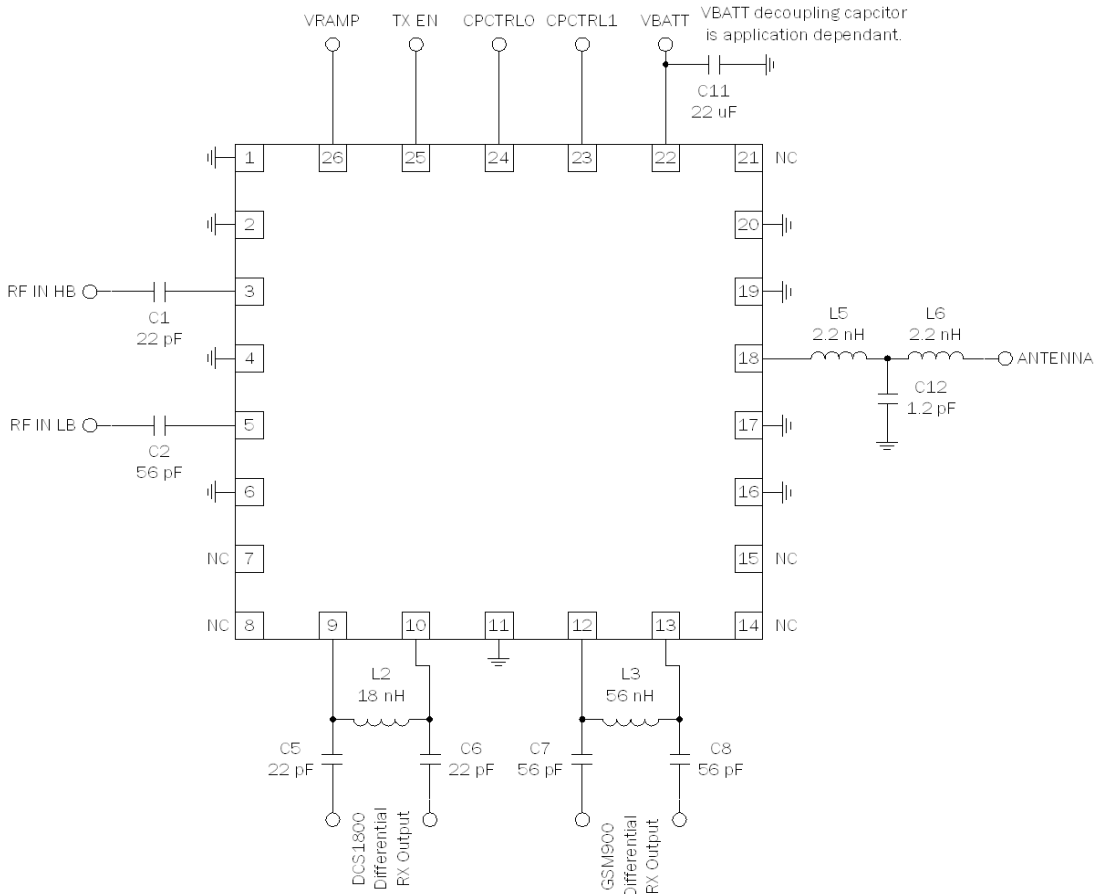 VRAMP
TX EN
CPCTRL0
CPCTRL1
VBATT
VBATT decoupling capcitor
is application dependant.
C11
22 uF
1
26
25
24
23
22
21
NC
2
20
RF IN HB
C1
22 pF
3
19
4
18
L5
2.2 nH
L6
2.2 nH
ANTENNA
C12
1.2 pF
RF IN LB
C2
56 pF
5
17
6
16
NC
7
15
NC
NC
8
9
10
11
12
13
14
NC
L2
18 nH
L3
56 nH
C5
22 pF
C6
22 pF
C7
56 pF
C8
56 pF
DCS1800
Differential
RX Output
GSM900
Differential
RX Output